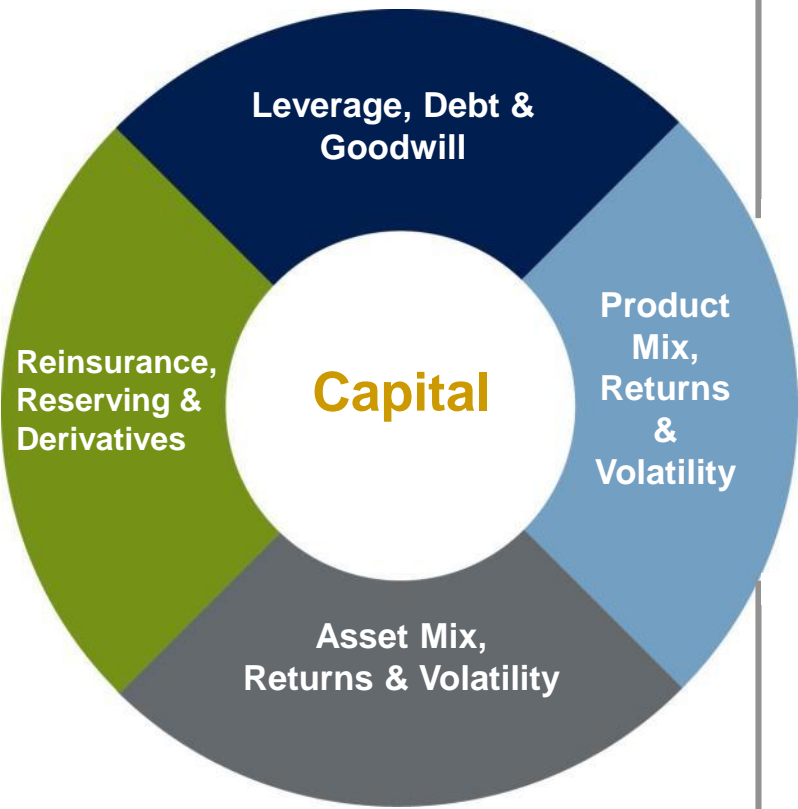 Leverage, Debt &
Goodwill
Product
Mix,
Returns
&
Volatility
Reinsurance,
Reserving &
Derivatives
Capital
Asset Mix,
Returns & Volatility